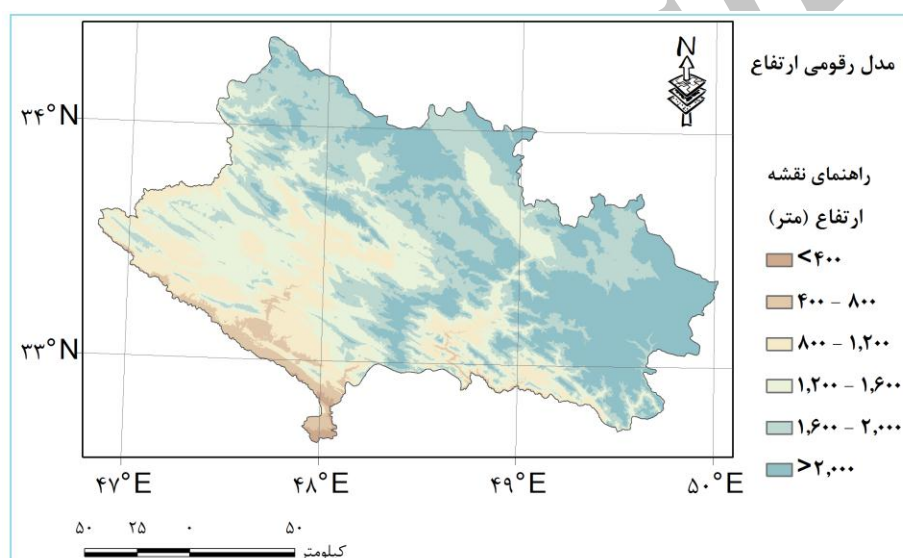 مدل رقومی ارتفاع
N
۳۴°N
۳۳°N
۴۷°E
۴۸°E
۴۹°E
۵۰°E
راهنمای نقشه
ارتفاع (متر)
<۴۰۰
۴۰۰ – ۸۰۰
۸۰۰ – ۱,۲۰۰
۱,۲۰۰ – ۱,۶۰۰
۱,۶۰۰ – ۲,۰۰۰
>۲,۰۰۰
۵۰ ۲۵ ۰ ۵۰
کیلومتر